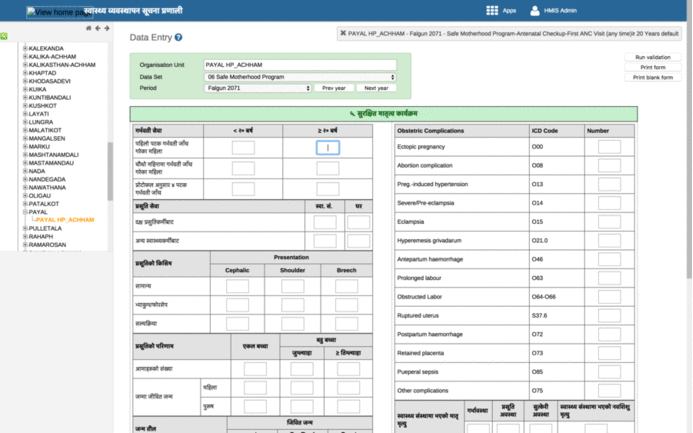 View home page
स्वास्थ्य व्यवस्थापन सूचना प्रणाली
Apps
HMIS Admin
KALEKANDA
KALIKA-ACHHAM
KALIKASTHAN-ACHHAM
KHAPTAD
KHODASADEVI
KUIKA
KUNTIBANDALI
KUSHKOT
LAYATI
LUNGRA
MALATIKOT
MANGALSEN
MARKU
MASHTANAMDALI
MASTAMANDAU
NADA
NANDEGADA
NAWATHANA
OLIGAU
PATALKOT
PAYAL
PAYAL HP_ACHHAM
PULLETALA
RAHAPH
RAMAROSAN
Data Entry
PAYAL HP_ACHHAM - Falgun 2071 - Safe Motherhood Program-Antenatal Checkup-First ANC Visit (any time)≥ 20 Years default
Organisation Unit PAYAL HP_ACHHAM
Data Set 06 Safe Motherhood Program
Period Falgun 2071 Prev year Next year
Run validation
Print form
Print blank form
५. सुरक्षित मातृत्व कार्यक्रम
गर्भवती सेवा < २० बर्ष ≥ २० बर्ष
पहिलो पटक गर्भवती जाँच
गरेका महिला
चौथो महिनामा गर्भवती जाँच
गरेका महिला
प्रोटोकल अनुसार ४ पटक
गर्भवती जाँच
प्रसूति सेवा स्वा. सं. घर
दक्ष प्रसूतिकर्मीबाट
अन्य स्वास्थ्यकर्मीबाट
प्रसूतिको किसिम Presentation
Cephalic Shoulder Breech
सामान्य
भ्याकुम/फोरसेप
शल्यक्रिया
प्रसूतिको परिणाम एकल बच्चा बहु बच्चा
जुम्ल्याहा ≥ तिम्ल्याहा
आमाहरुको संख्या
जम्मा जीवित जन्म महिला
पुरूष
जन्म तौल जिवित जन्म
Obstetric Complications ICD Code Number
Ectopic pregnancy O00
Abortion complication O08
Preg.-induced hypertension O13
Severe/Pre-eclampsia O14
Eclampsia O15
Hyperemesis grivadarum O21.0
Antepartum haemorrhage O46
Prolonged labour O63
Obstructed Labor O64-O66
Ruptured uterus S37.6
Postpartum haemorrhage O72
Retained placenta O73
Pueperal sepsis O85
Other complications O75
स्वास्थ्य संस्थामा भएको मातृ मृत्यु गर्भावस्था प्रसूति अवस्था सुत्केरी अवस्था स्वास्थ्य संस्थामा भएको नवशिशु मृत्यु